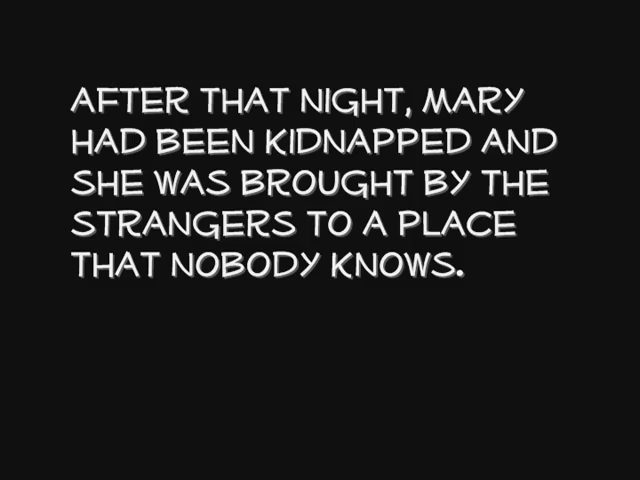 AFTER THAT NIGHT, MARY
HAD BEEN KIDNAPPED AND
SHE WAS BROUGHT BY THE
STRANGERS TO A PLACE
THAT NOBODY KNOWS.